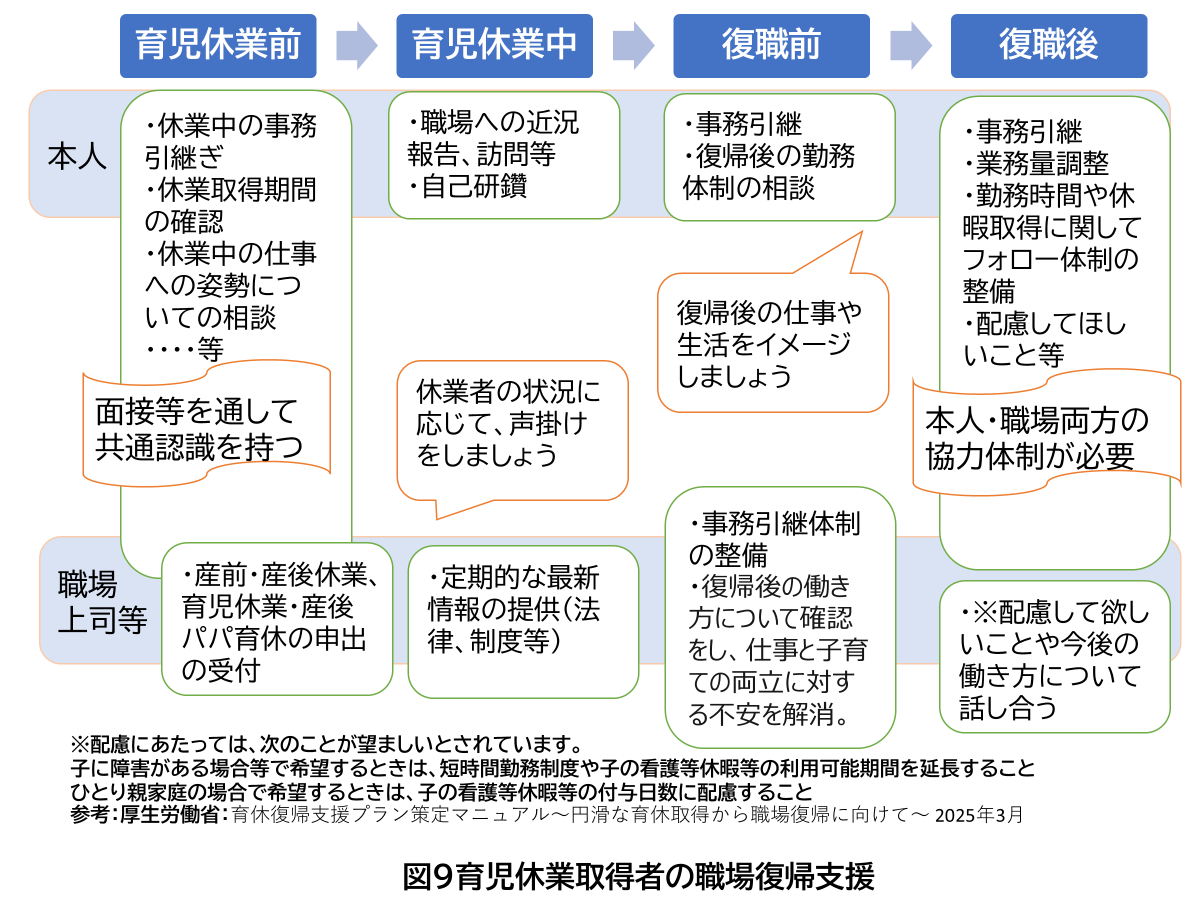 育児休業前
育児休業中
復職前
復職後
本人
・休業中の事務
引継ぎ
・休業取得期間
の確認
・休業中の仕事
への姿勢につ
いての相談
・・・・等
・職場への近況
報告、訪問等
・自己研鑽
・事務引継
・復帰後の勤務
体制の相談
・事務引継
・業務量調整
・勤務時間や休
暇取得に関して
フォロー体制の
整備
・配慮してほし
いこと等
面接等を通して
共通認識を持つ
休業者の状況に
応じて、声掛け
をしましょう
復帰後の仕事や
生活をイメージ
しましょう
本人・職場両方の
協力体制が必要
職場
上司等
・産前・産後休業、
育児休業・産後
パパ育休の申出
の受付
・定期的な最新
情報の提供（法
律、制度等）
・事務引継体制
の整備
・復帰後の働き
方について確認
をし、仕事と子育
ての両立に対す
る不安を解消。
・※配慮して欲し
いことや今後の
働き方について
話し合う
※配慮にあたっては、次のことが望ましいとされています。
子に障害がある場合等で希望するときは、短時間勤務制度や子の看護等休暇等の利用可能期間を延長すること
ひとり親家庭の場合で希望するときは、子の看護等休暇等の付与日数に配慮すること
参考：厚生労働省：育休復帰支援プラン策定マニュアル～円滑な育休取得から職場復帰に向けて～ 2025年3月
図9育児休業取得者の職場復帰支援